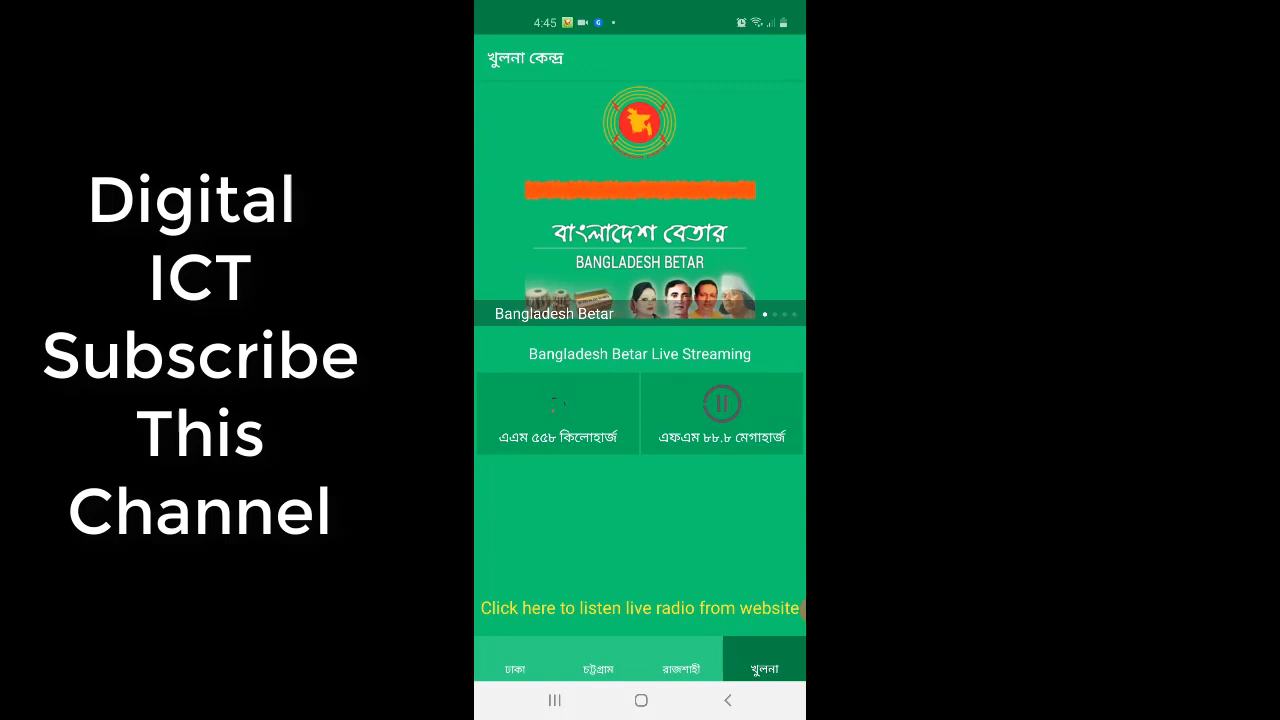 Digital
ICT
Subscribe
This
Channel
4:45
খুলনা কেন্দ্র
বাংলাদেশ বেতার
BANGLADESH BETAR
Bangladesh Betar
Bangladesh Betar Live Streaming
এএম ৫৫৮ কিলোহার্জ
এফএম ৮৮.৮ মেগাহার্জ
Click here to listen live radio from website
ঢাকা
চট্টগ্রাম
রাজশাহী
খুলনা